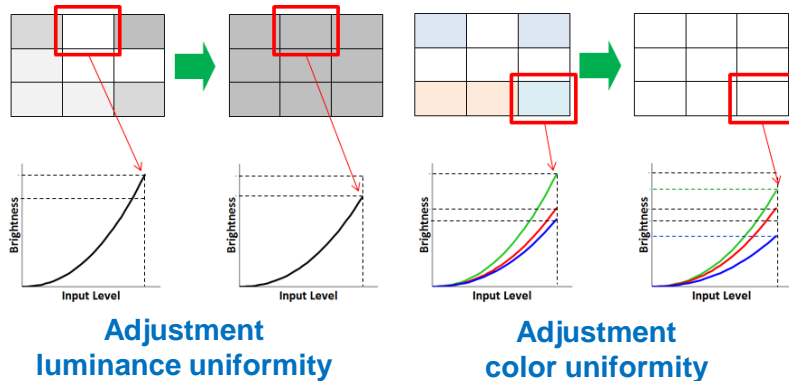 Brightness
Input Level
Brightness
Input Level
Brightness
Input Level
Brightness
Input Level
Adjustment
luminance uniformity
Adjustment
color uniformity